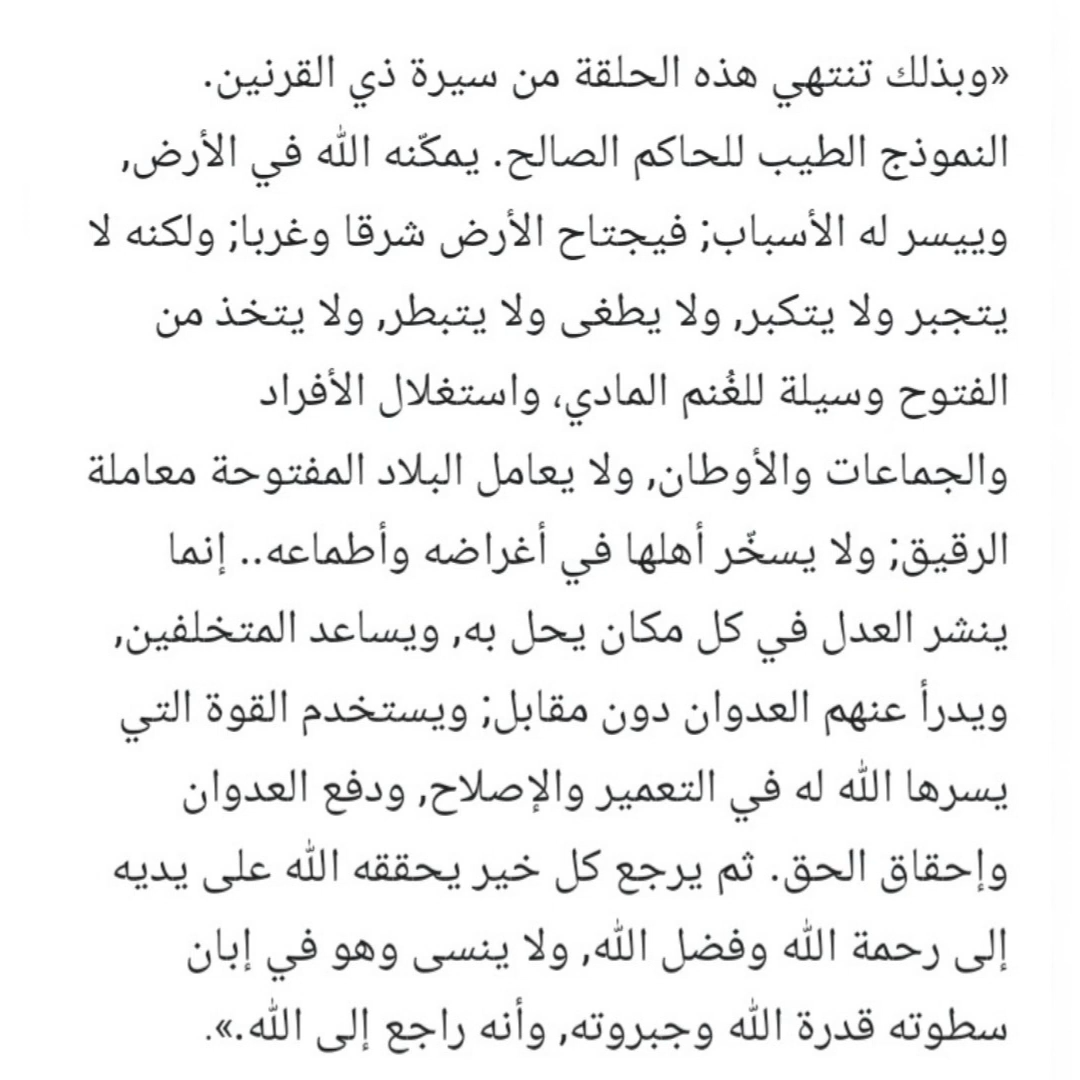 «وبذلك تنتهي هذه الحلقة من سيرة ذي القرنين.
النموذج الطيب للحاكم الصالح. يمكّنه الله في الأرض,
وييسر له الأسباب; فيجتاح الأرض شرقا وغربا; ولكنه لا
يتجبر ولا يتكبر, ولا يطغى ولا يتبطر, ولا يتخذ من
الفتوح وسيلة للغُنم المادي، واستغلال الأفراد
والجماعات والأوطان, ولا يعامل البلاد المفتوحة معاملة
الرقيق; ولا يسخّر أهلها في أغراضه وأطماعه.. إنما
ينشر العدل في كل مكان يحل به, ويساعد المتخلفين,
ويدرأ عنهم العدوان دون مقابل; ويستخدم القوة التي
يسرها الله له في التعمير والإصلاح, ودفع العدوان
وإحقاق الحق. ثم يرجع كل خير يحققه الله على يديه
إلى رحمة الله وفضل الله, ولا ينسى وهو في إبان
سطوته قدرة الله وجبروته, وأنه راجع إلى الله.».